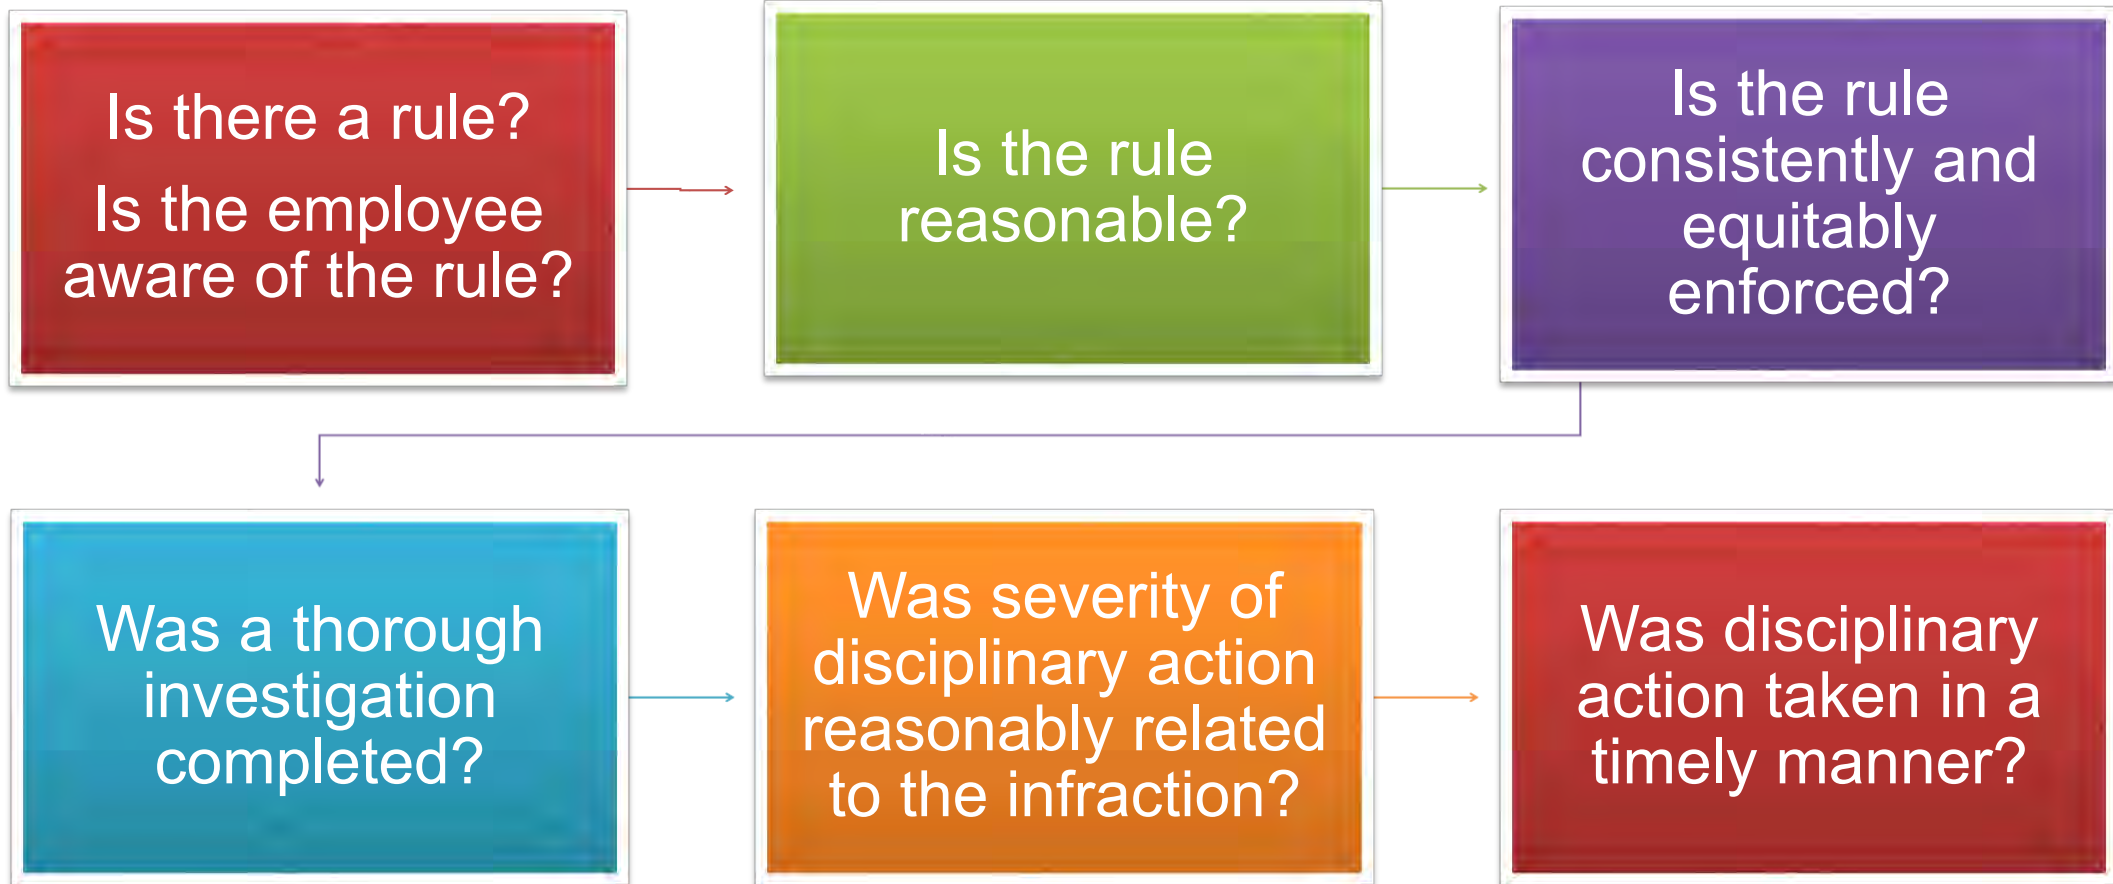 Is there a rule?
Is the employee
aware of the rule?
Is the rule
reasonable?
Is the rule
consistently and
equitably
enforced?
Was a thorough
investigation
completed?
Was severity of
disciplinary action
reasonably related
to the infraction?
Was disciplinary
action taken in a
timely manner?